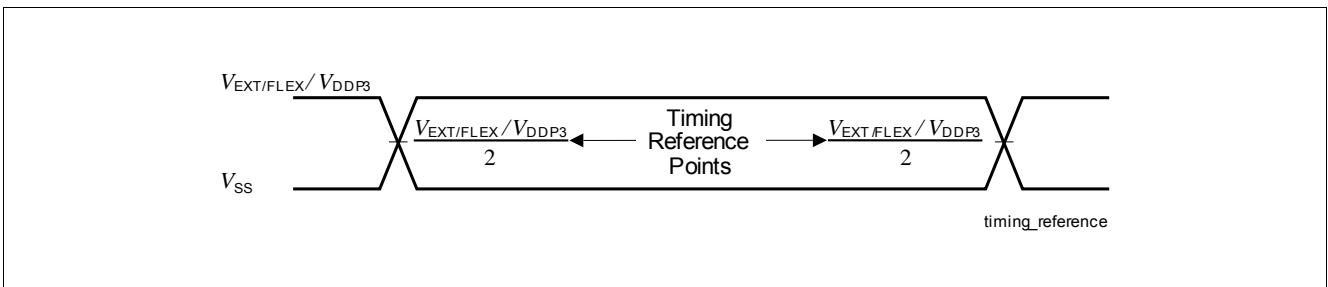 VEXT/FLEX / VDDP3
VEXT/FLEX / VDDP3
2
Timing
Reference
Points
VEXT/FLEX / VDDP3
2
VSS
timing_reference